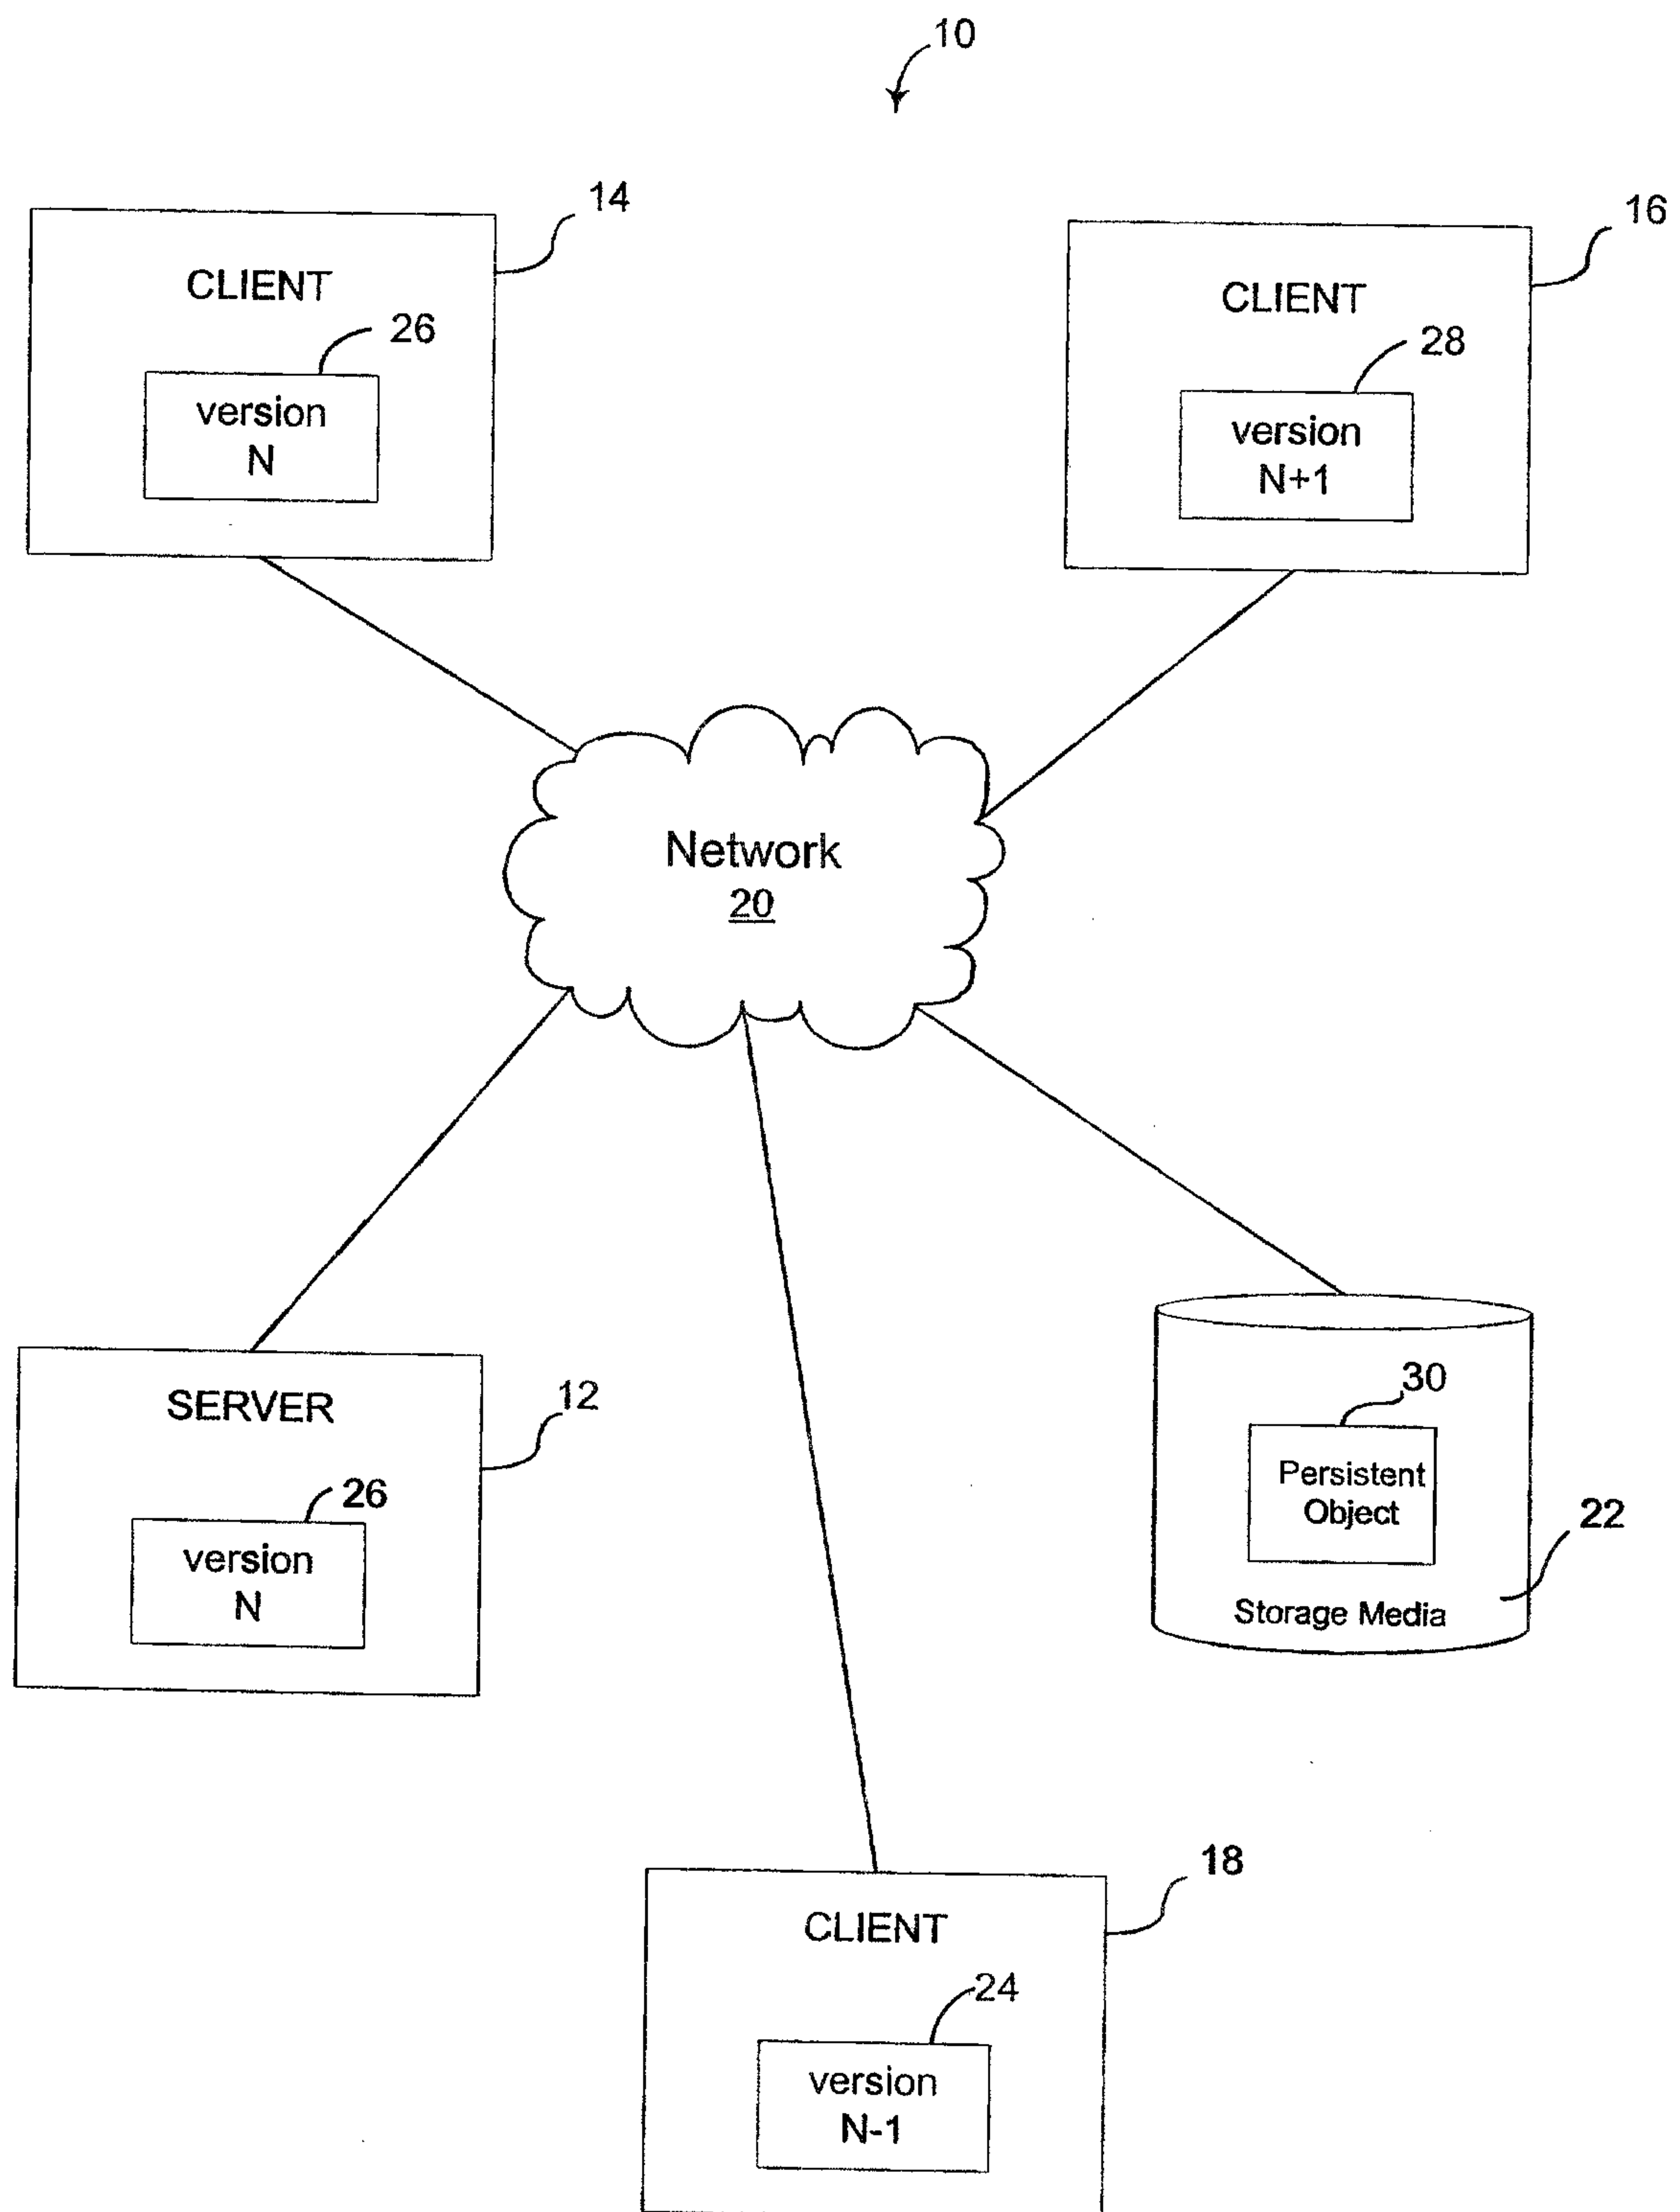 10
14
CLIENT
26
version
N
16
CLIENT
28
version
N+1
Network
20
SERVER
12
26
version
N
30
Persistent
Object
22
Storage Media
18
CLIENT
24
version
N-1